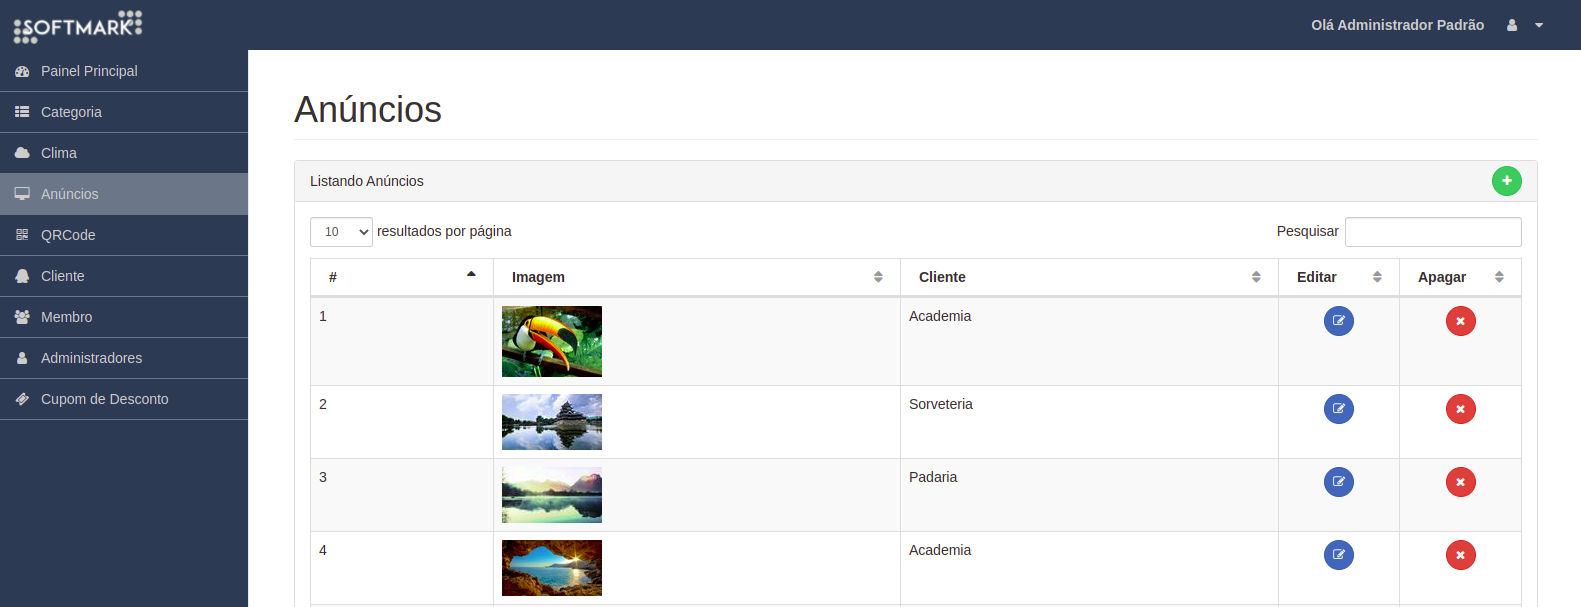 SOFTMARK
Olá Administrador Padrão
Painel Principal
Categoria
Clima
Anúncios
QRCode
Cliente
Membro
Administradores
Cupom de Desconto
Anúncios
Listando Anúncios
10 resultados por página
Pesquisar
# Imagem Cliente Editar Apagar
1 Academia
2 Sorveteria
3 Padaria
4 Academia